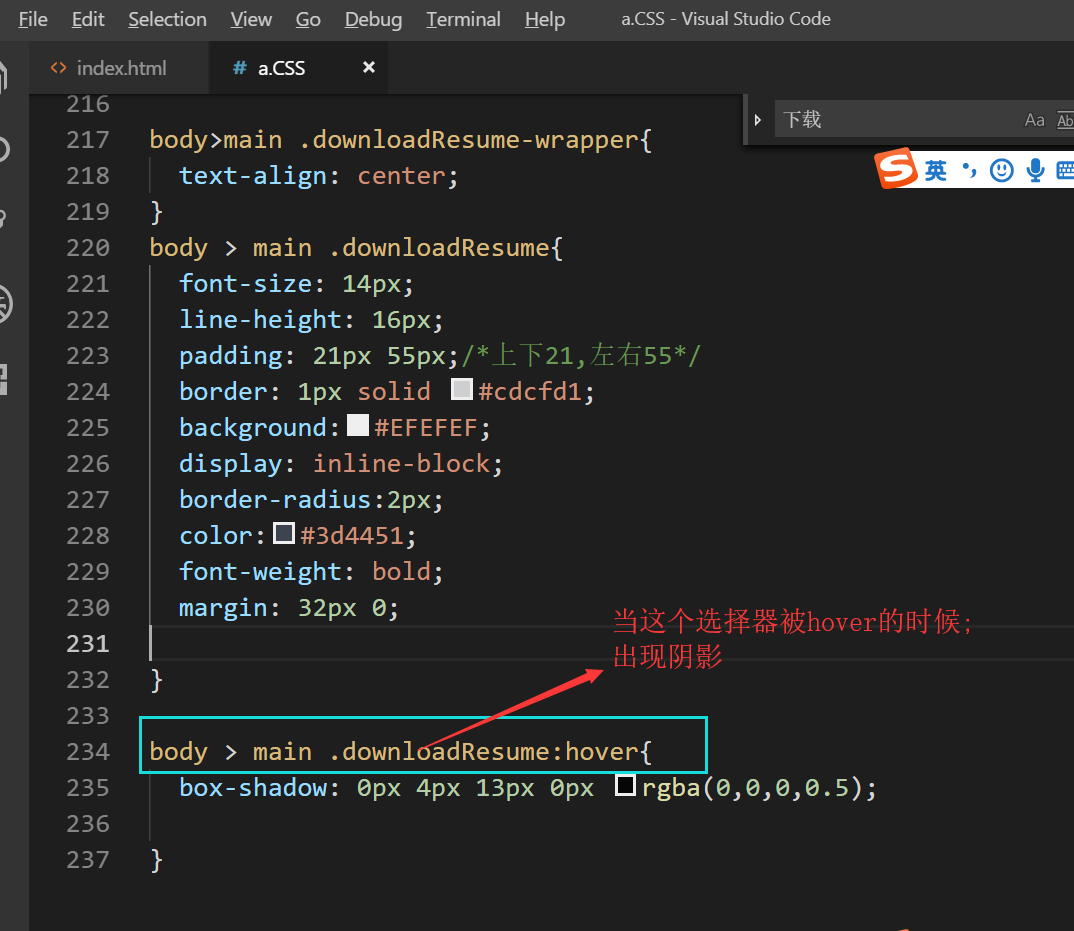 File Edit Selection View Go Debug Terminal Help a.CSS - Visual Studio Code
<> index.html # a.CSS ×
下载 Aa Ab
英
216
217 body>main .downloadResume-wrapper{
218 text-align: center;
219 }
220 body > main .downloadResume{
221 font-size: 14px;
222 line-height: 16px;
223 padding: 21px 55px;/*上下21,左右55*/
224 border: 1px solid #cdcfd1;
225 background:#EFEFEF;
226 display: inline-block;
227 border-radius:2px;
228 color:#3d4451;
229 font-weight: bold;
230 margin: 32px 0;
当这个选择器被hover的时候;
231
出现阴影
232 }
233
234 body > main .downloadResume:hover{
235 box-shadow: 0px 4px 13px 0px rgba(0,0,0,0.5);
236
237 }